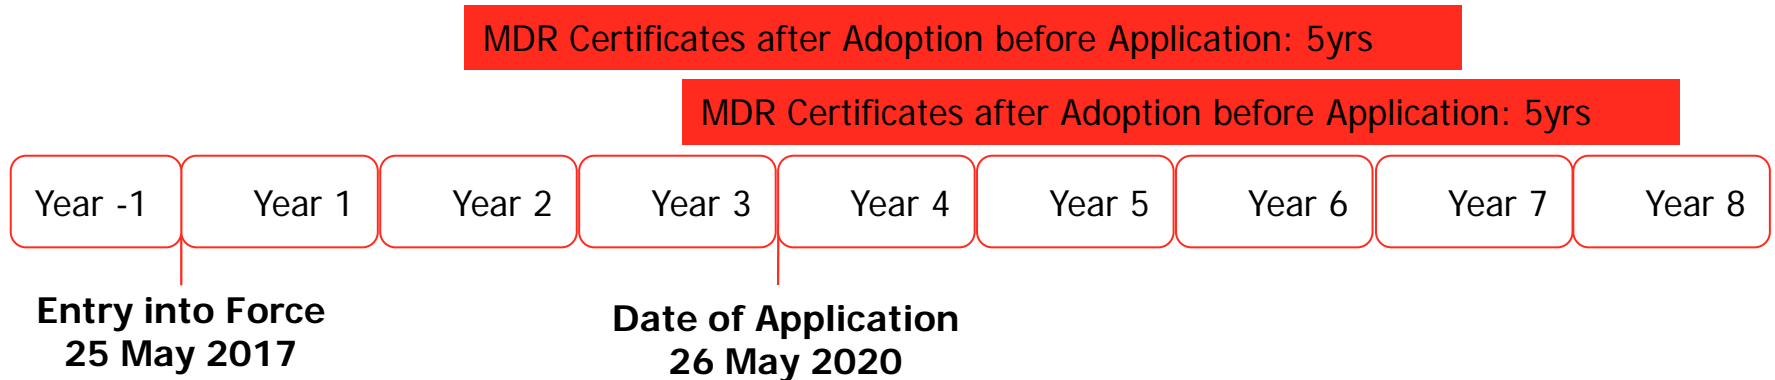 MDR Certificates after Adoption before Application: 5yrs
MDR Certificates after Adoption before Application: 5yrs
Year -1 Year 1 Year 2 Year 3 Year 4 Year 5 Year 6 Year 7 Year 8
Entry into Force
25 May 2017
Date of Application
26 May 2020